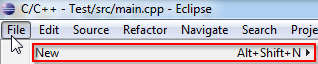 C/C++ - Test/src/main.cpp - Eclipse
File Edit Source Refactor Navigate Search Proje
New Alt+Shift+N